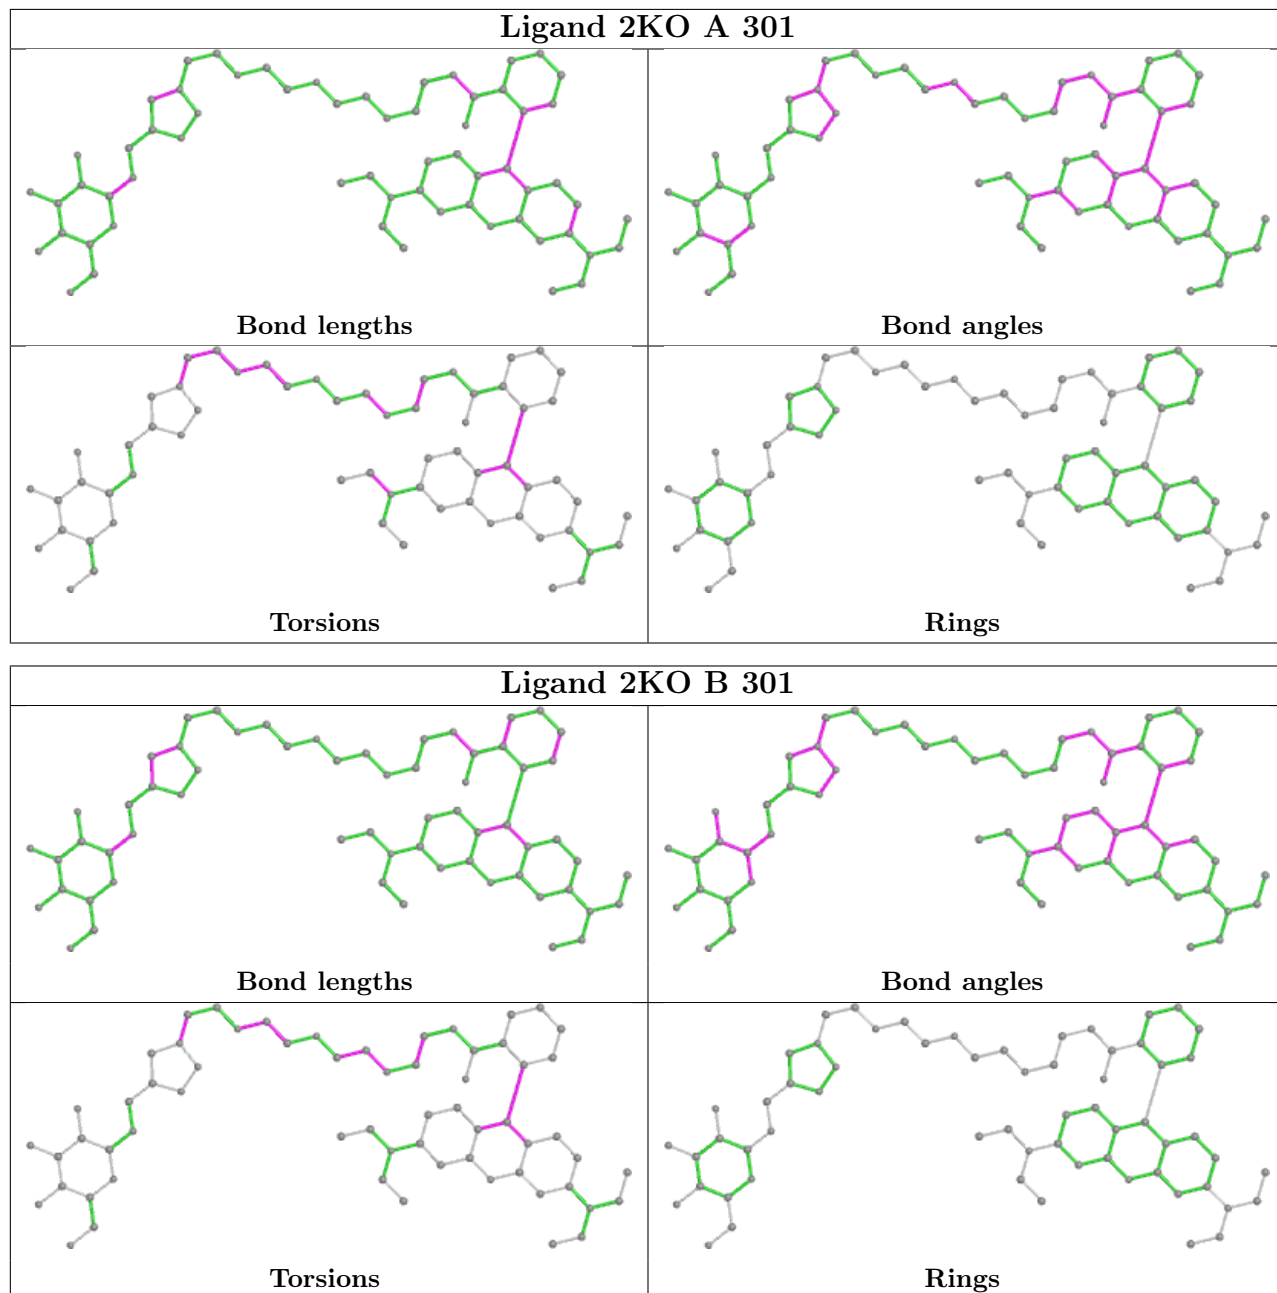 Ligand 2KO A 301
Bond lengths
Bond angles
Torsions
Rings
Ligand 2KO B 301
Bond lengths
Bond angles
Torsions
Rings